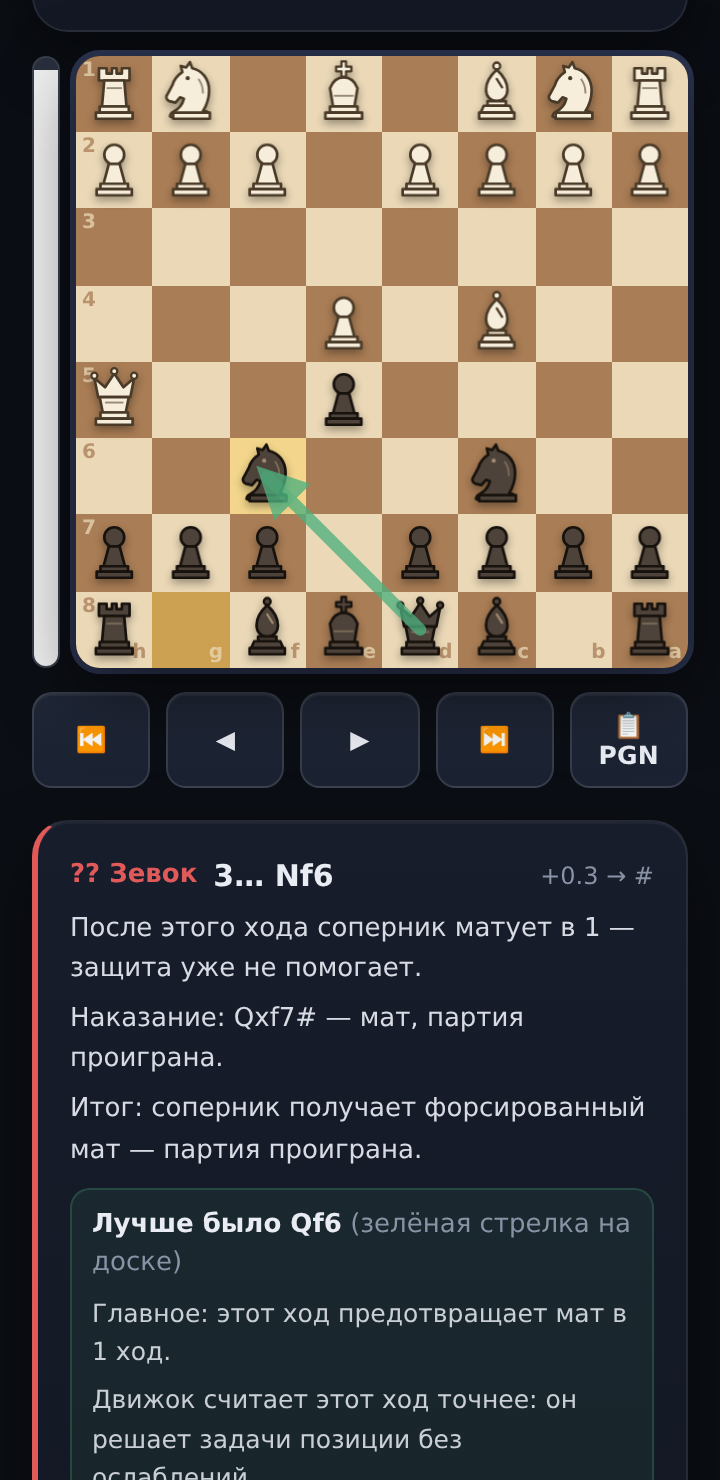 1
2
3
4
5
6
7
8
h
g
f
e
d
c
b
a
PGN
?? Зевок 3… Nf6 +0.3 → #
После этого хода соперник матует в 1 —
защита уже не помогает.
Наказание: Qxf7# — мат, партия
проиграна.
Итог: соперник получает форсированный
мат — партия проиграна.
Лучше было Qf6 (зелёная стрелка на
доске)
Главное: этот ход предотвращает мат в
1 ход.
Движок считает этот ход точнее: он
решает задачи позиции без
ослаблений